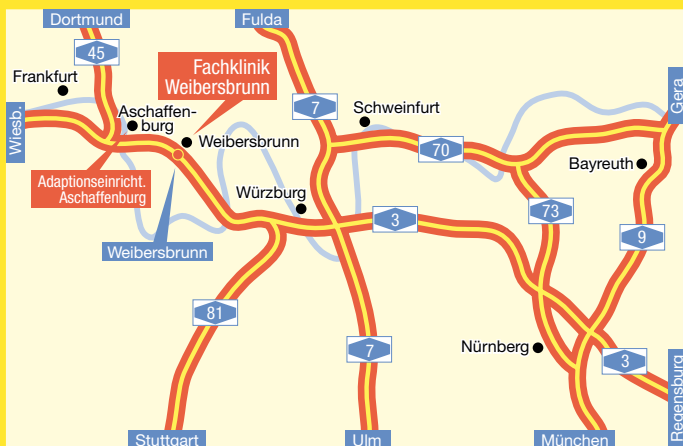 Dortmund
Fulda
45
Frankfurt
Fachklinik
Weibersbrunn
7
Schweinfurt
Gera
Wiesb.
Aschaffen-
burg
Weibersbrunn
70
Bayreuth
Adaptionseinricht.
Aschaffenburg
Würzburg
3
73
9
Weibersbrunn
81
7
Nürnberg
3
Regensburg
Stuttgart
Ulm
München